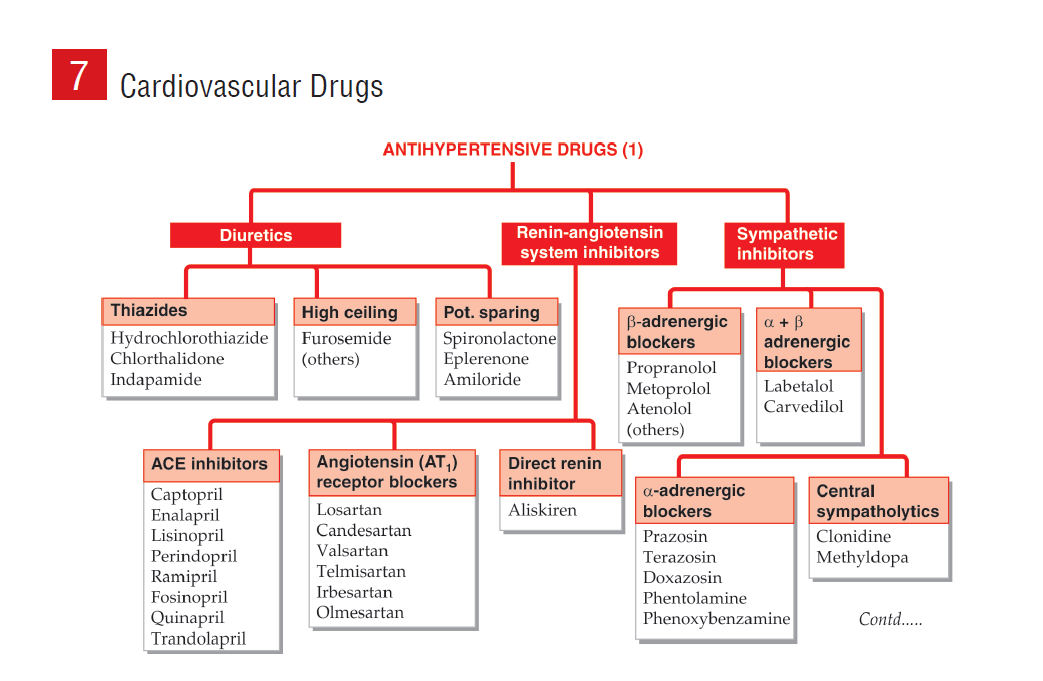 7
Cardiovascular Drugs
ANTIHYPERTENSIVE DRUGS (1)
Diuretics
Renin-angiotensin
system inhibitors
Sympathetic
inhibitors
Thiazides
Hydrochlorothiazide
Chlorthalidone
Indapamide
High ceiling
Furosemide
(others)
Pot. sparing
Spironolactone
Eplerenone
Amiloride
β-adrenergic
blockers
Propranolol
Metoprolol
Atenolol
(others)
α + β
adrenergic
blockers
Labetalol
Carvedilol
ACE inhibitors
Captopril
Enalapril
Lisinopril
Perindopril
Ramipril
Fosinopril
Quinapril
Trandolapril
Angiotensin (AT₁)
receptor blockers
Losartan
Candesartan
Valsartan
Telmisartan
Irbesartan
Olmesartan
Direct renin
inhibitor
Aliskiren
α-adrenergic
blockers
Prazosin
Terazosin
Doxazosin
Phentolamine
Phenoxybenzamine
Central
sympatholytics
Clonidine
Methyldopa
Contd.....